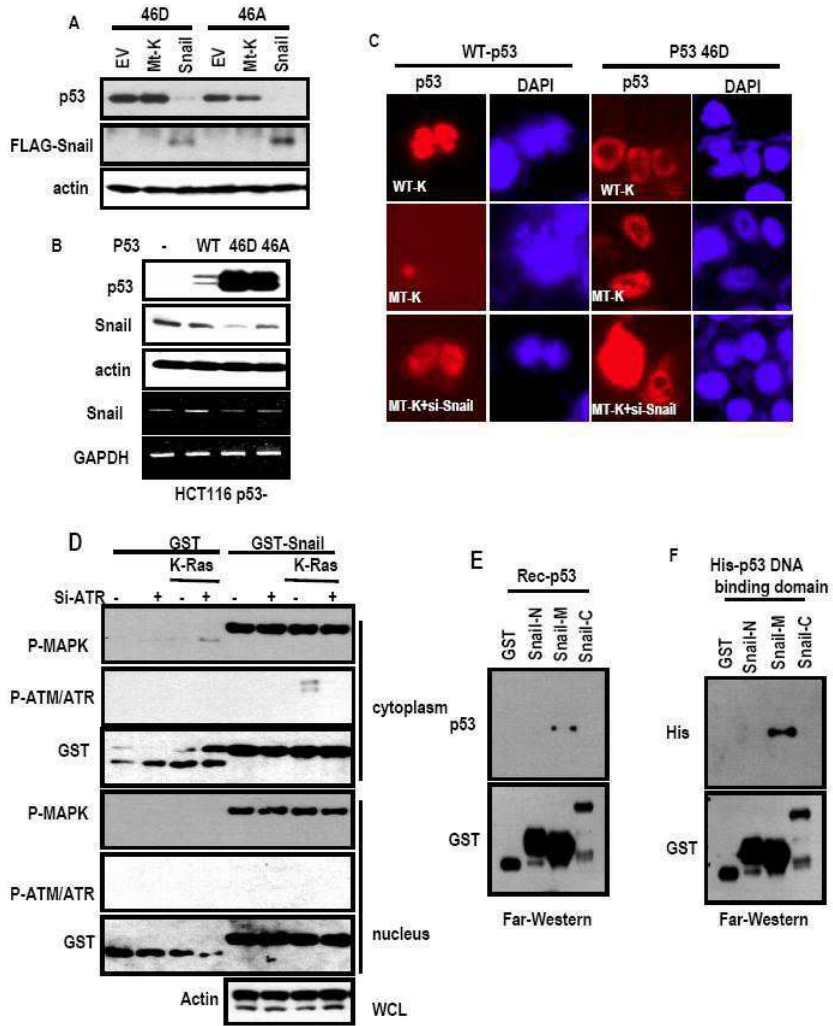 A
46D 46A
EV Mt-K Snail EV Mt-K Snail
p53
FLAG-Snail
actin
B
P53 - WT 46D 46A
p53
Snail
actin
Snail
GAPDH
HCT116 p53-
C
WT-p53 P53 46D
p53 DAPI p53 DAPI
WT-K WT-K
MT-K MT-K
MT-K+si-Snail MT-K+si-Snail
D
GST GST-Snail
K-Ras K-Ras
Si-ATR - + - + - + - +
P-MAPK
P-ATM/ATR
cytoplasm
GST
P-MAPK
P-ATM/ATR
GST
nucleus
Actin
WCL
E
Rec-p53
GST Snail-N Snail-M Snail-C
p53
GST
Far-Western
F
His-p53 DNA
binding domain
GST Snail-N Snail-M Snail-C
His
GST
Far-Western